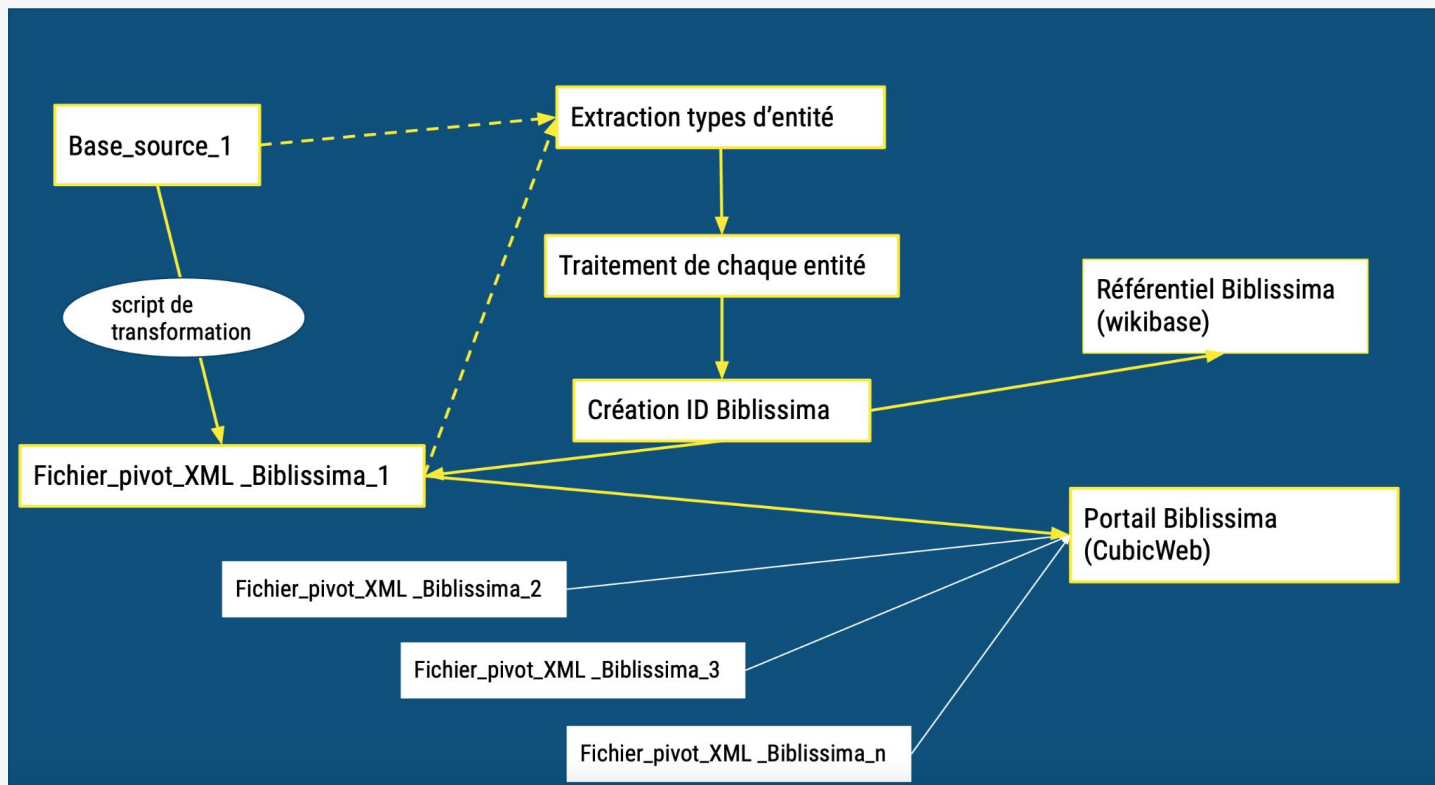 Extraction types d’entité
Base_source_1
Traitement de chaque entité
Référentiel Biblissima
(wikibase)
script de
transformation
Création ID Biblissima
Fichier_pivot_XML _Biblissima_1
Portail Biblissima
(CubicWeb)
Fichier_pivot_XML _Biblissima_2
Fichier_pivot_XML _Biblissima_3
Fichier_pivot_XML _Biblissima_n